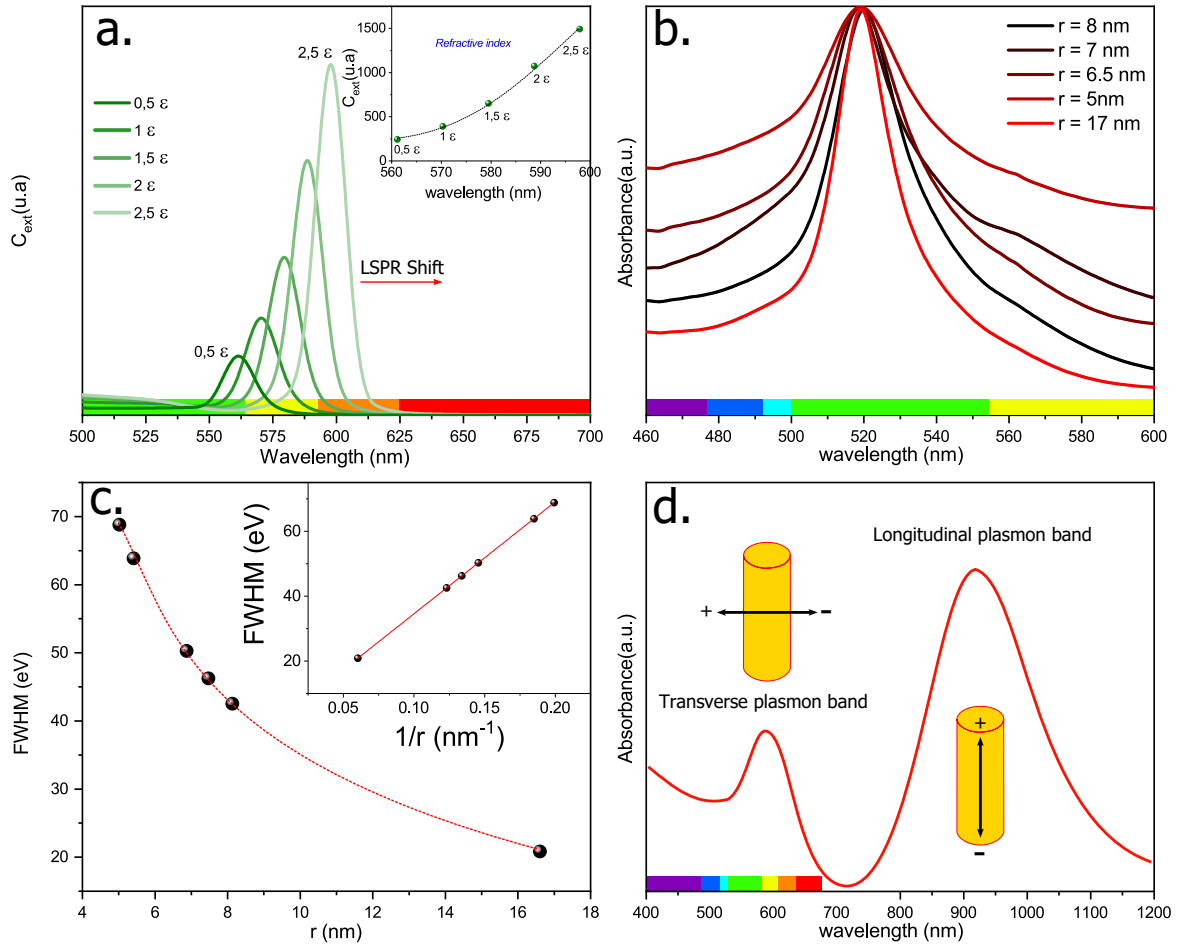 a.
0,5 ε
1 ε
1,5 ε
2 ε
2,5 ε
2,5 ε
0,5 ε
LSPR Shift
C_ext(u.a)
500 525 550 575 600 625 650 675 700
Wavelength (nm)
Refractive index
C_ext(u.a)
1500
1000
500
0
0,5 ε
1 ε
1,5 ε
2 ε
2,5 ε
560 570 580 590 600
wavelength (nm)
b.
r = 8 nm
r = 7 nm
r = 6.5 nm
r = 5nm
r = 17 nm
Absorbance(a.u.)
460 480 500 520 540 560 580 600
wavelength (nm)
c.
FWHM (eV)
70
60
50
40
30
20
4 6 8 10 12 14 16 18
r (nm)
FWHM (eV)
60
40
20
0.05 0.10 0.15 0.20
1/r (nm⁻¹)
d.
Longitudinal plasmon band
+ -
Transverse plasmon band
+
-
Absorbance(a.u.)
400 500 600 700 800 900 1000 1100 1200
wavelength (nm)